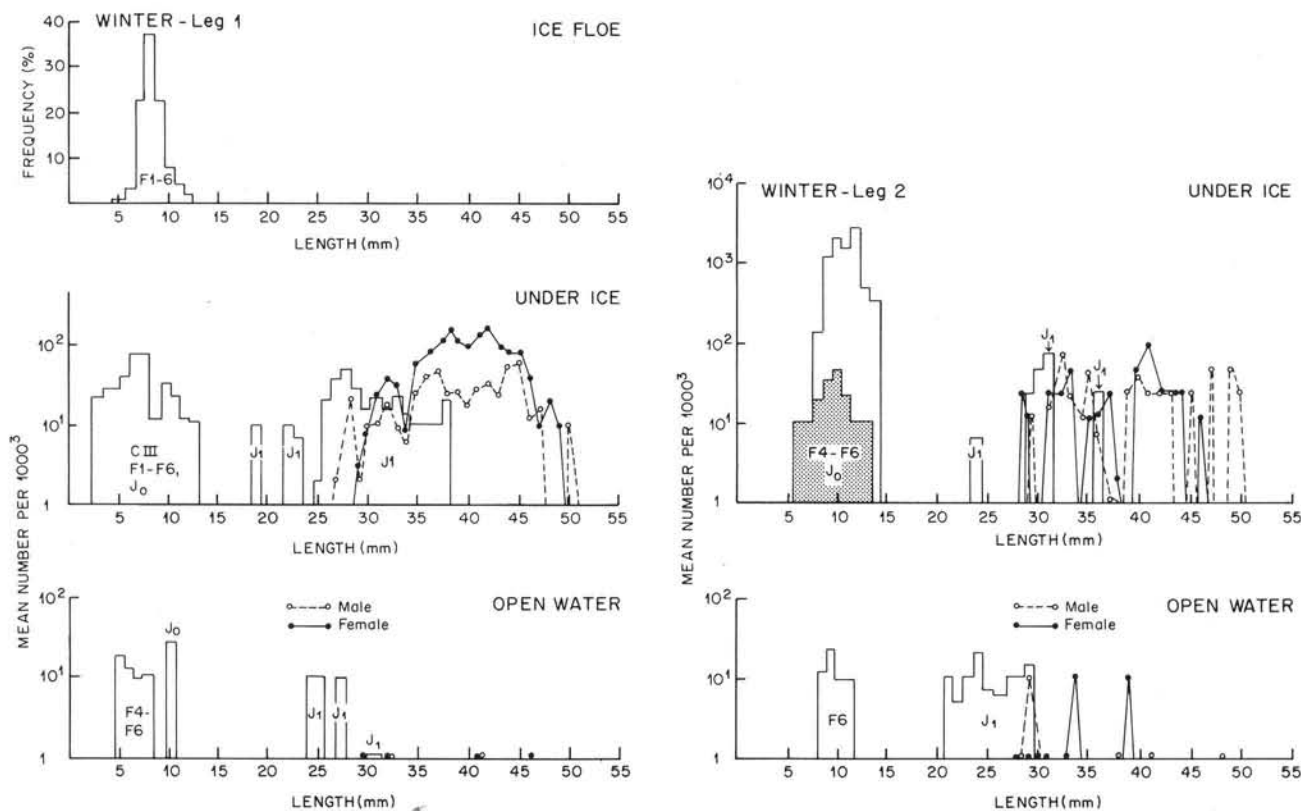 WINTER-Leg 1
ICE FLOE
FREQUENCY (%)
40
30
20
10
F1-6
5 10 15 20 25 30 35 40 45 50 55
LENGTH (mm)
UNDER ICE
MEAN NUMBER PER 1000³
10²
10¹
1
C III
F1-F6,
J₀
J₁
J₁
J1
5 10 15 20 25 30 35 40 45 50 55
LENGTH (mm)
OPEN WATER
Male
Female
10²
10¹
1
F4-
F6
J₀
J₁
J₁
J₁
5 10 15 20 25 30 35 40 45 50 55
LENGTH (mm)
WINTER-Leg 2
UNDER ICE
MEAN NUMBER PER 1000³
10⁴
10³
10²
10¹
1
F4-F6
J₀
J₁
J₁
J₁
5 10 15 20 25 30 35 40 45 50 55
LENGTH (mm)
OPEN WATER
Male
Female
10²
10¹
1
F6
J₁
5 10 15 20 25 30 35 40 45 50 55
LENGTH (mm)